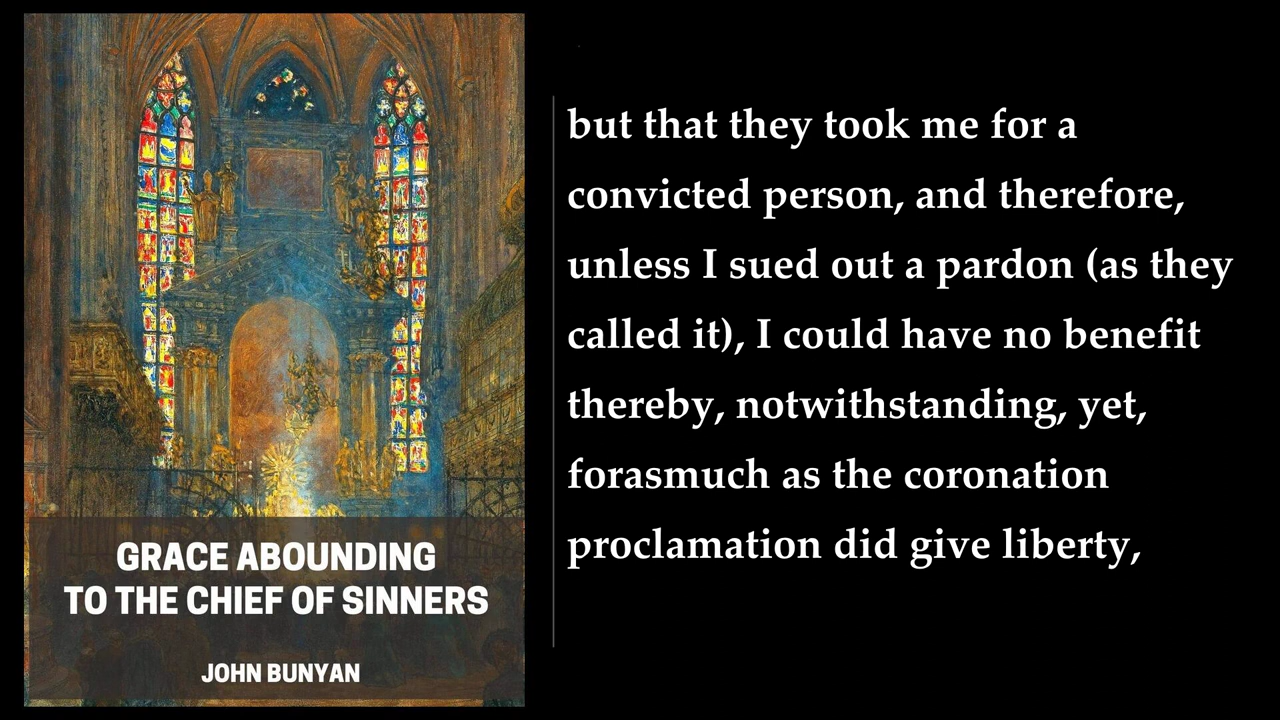 GRACE ABOUNDING
TO THE CHIEF OF SINNERS
JOHN BUNYAN
but that they took me for a
convicted person, and therefore,
unless I sued out a pardon (as they
called it), I could have no benefit
thereby, notwithstanding, yet,
forasmuch as the coronation
proclamation did give liberty,